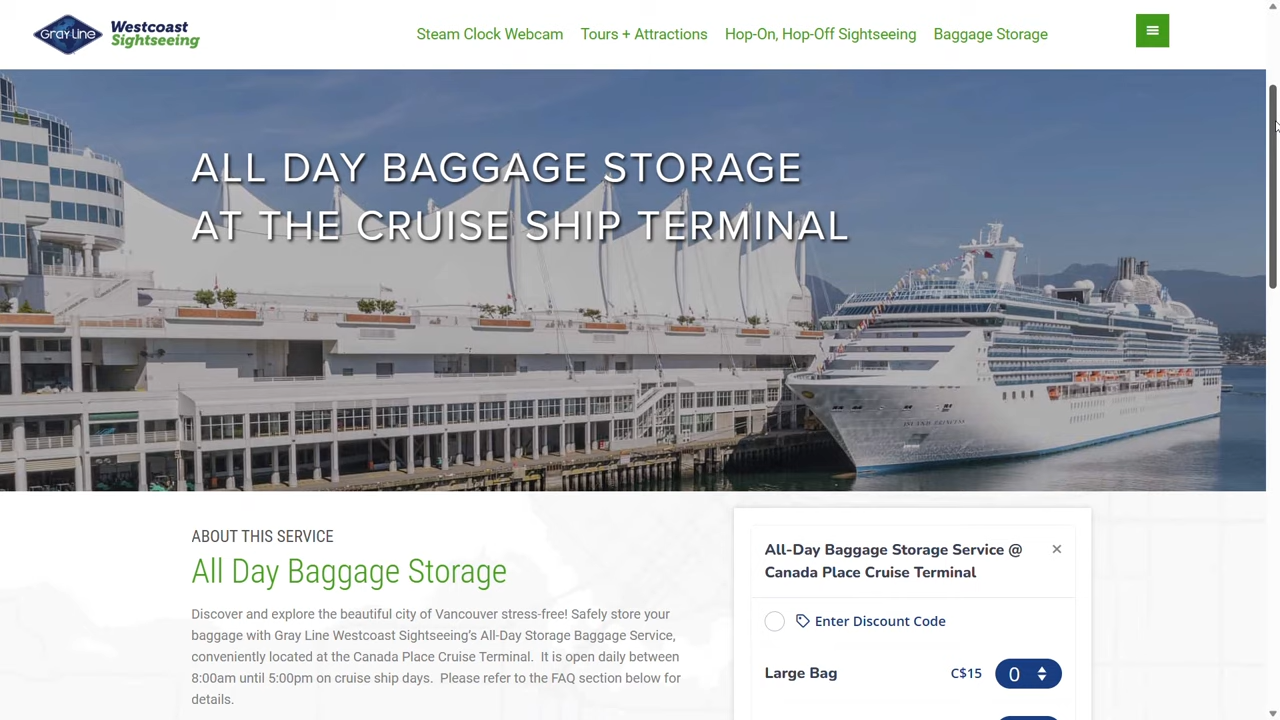 Gray Line
Westcoast
Sightseeing
Steam Clock Webcam
Tours + Attractions
Hop-On, Hop-Off Sightseeing
Baggage Storage
ALL DAY BAGGAGE STORAGE
AT THE CRUISE SHIP TERMINAL
ABOUT THIS SERVICE
All Day Baggage Storage
Discover and explore the beautiful city of Vancouver stress-free! Safely store your
baggage with Gray Line Westcoast Sightseeing's All-Day Storage Baggage Service,
conveniently located at the Canada Place Cruise Terminal. It is open daily between
8:00am until 5:00pm on cruise ship days. Please refer to the FAQ section below for
details.
All-Day Baggage Storage Service @
Canada Place Cruise Terminal
Enter Discount Code
Large Bag C$15 0